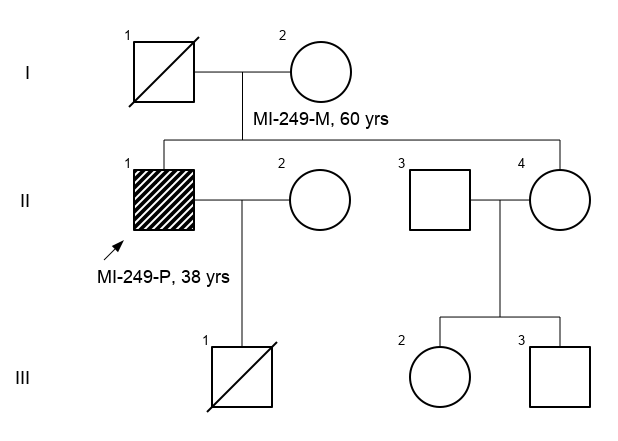 1 2
I
MI-249-M, 60 yrs
1 2 3 4
II
MI-249-P, 38 yrs
1 2 3
III